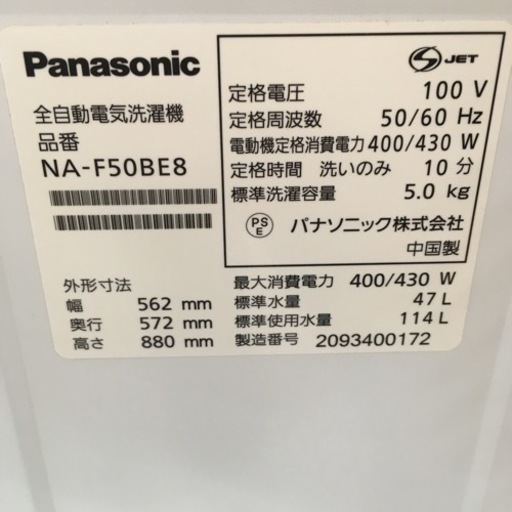 Panasonic
全自動電気洗濯機
品番
NA-F50BE8
外形寸法
幅 562 mm
奥行 572 mm
高さ 880 mm
S JET
定格電圧 100 V
定格周波数 50/60 Hz
電動機定格消費電力 400/430 W
定格時間 洗いのみ 10 分
標準洗濯容量 5.0 kg
PS E パナソニック株式会社
中国製
最大消費電力 400/430 W
標準水量 47 L
標準使用水量 114 L
製造番号 2093400172